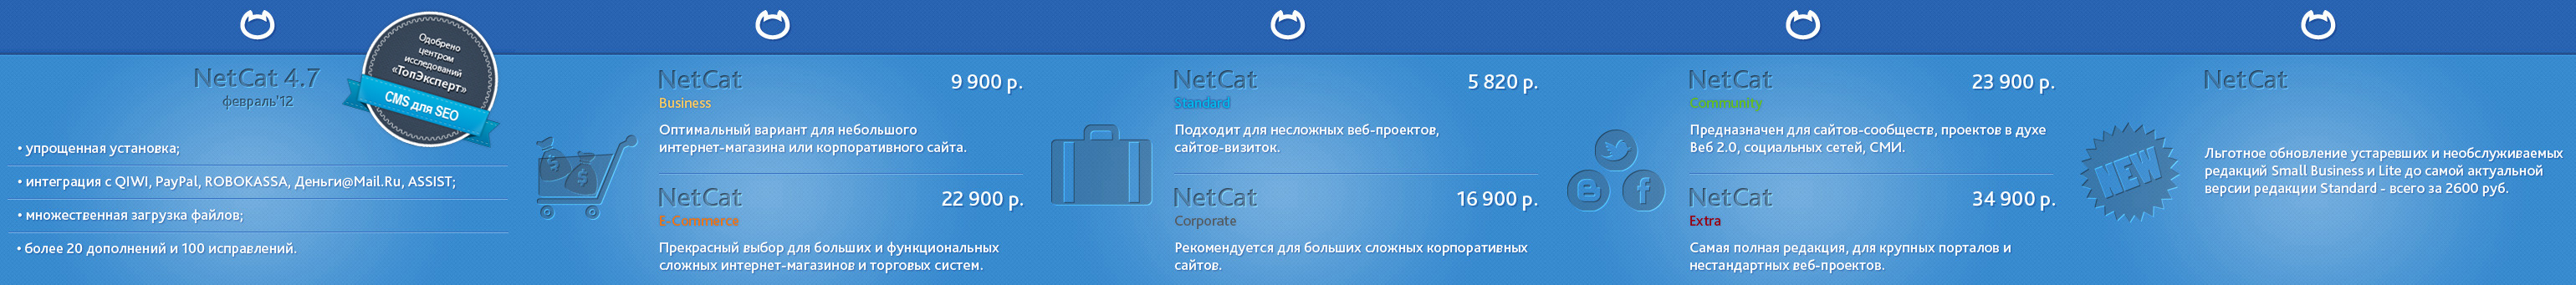 NetCat 4.7
февраль'12
Одобрено
центром
исследований
«ТопЭксперт»
CMS для SEO
• упрощенная установка;
• интеграция с QIWI, PayPal, ROBOKASSA, Деньги@Mail.Ru, ASSIST;
• множественная загрузка файлов;
• более 20 дополнений и 100 исправлений.
NetCat 9 900 р.
Business
Оптимальный вариант для небольшого
интернет-магазина или корпоративного сайта.
NetCat 22 900 р.
E-Commerce
Прекрасный выбор для больших и функциональных
сложных интернет-магазинов и торговых систем.
NetCat 5 820 р.
Standard
Подходит для несложных веб-проектов,
сайтов-визиток.
NetCat 16 900 р.
Corporate
Рекомендуется для больших сложных корпоративных
сайтов.
NetCat 23 900 р.
Community
Предназначен для сайтов-сообществ, проектов в духе
Веб 2.0, социальных сетей, СМИ.
NetCat 34 900 р.
Extra
Самая полная редакция, для крупных порталов и
нестандартных веб-проектов.
NEW
NetCat
Льготное обновление устаревших и необслуживаемых
редакций Small Business и Lite до самой актуальной
версии редакции Standard - всего за 2600 руб.